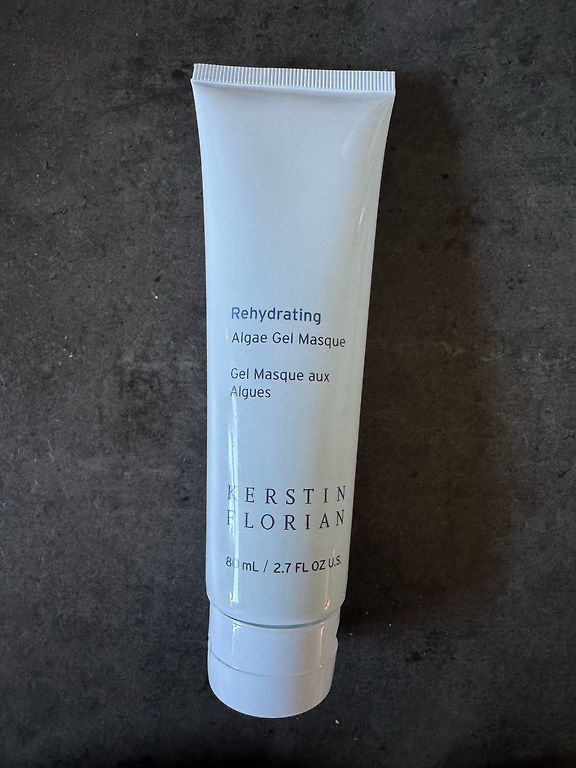 Rehydrating
Algae Gel Masque
Gel Masque aux
Algues
KERSTIN
FLORIAN
80 mL / 2.7 FL OZ U.S.